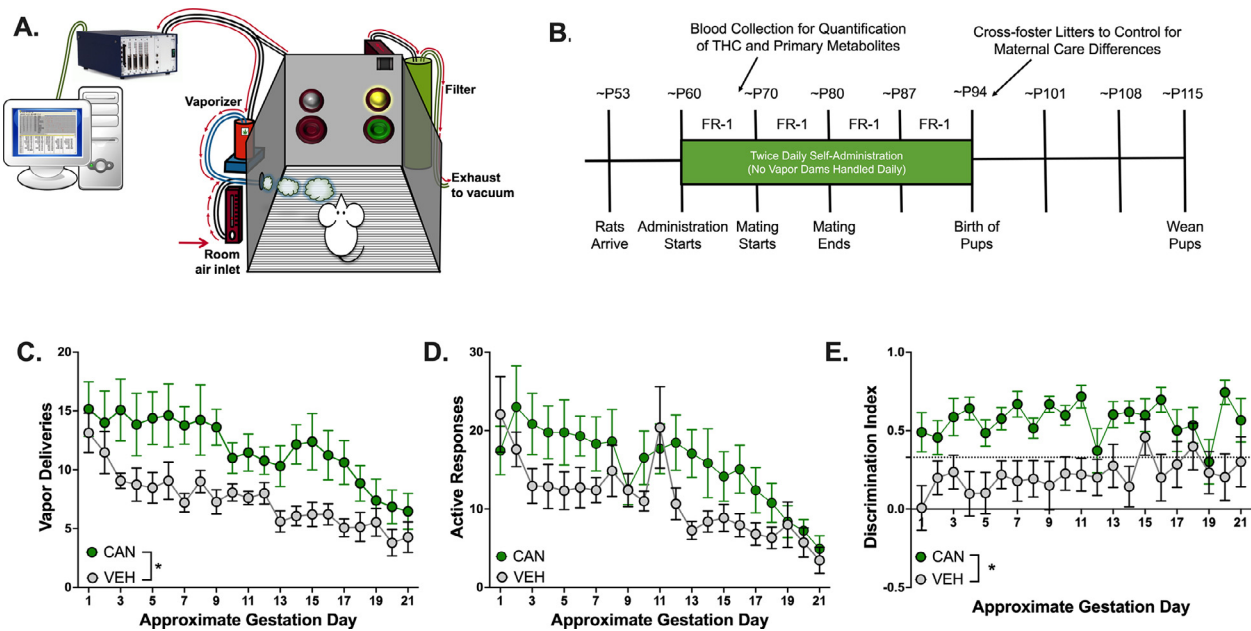 A.
Vaporizer
Filter
Exhaust
to vacuum
Room
air inlet
B.
Blood Collection for Quantification
of THC and Primary Metabolites
Cross-foster Litters to Control for
Maternal Care Differences
~P53 ~P60 ~P70 ~P80 ~P87 ~P94 ~P101 ~P108 ~P115
FR-1 FR-1 FR-1 FR-1
Twice Daily Self-Administration
(No Vapor Dams Handled Daily)
Rats
Arrive
Administration
Starts
Mating
Starts
Mating
Ends
Birth of
Pups
Wean
Pups
C.
Vapor Deliveries
20
15
10
5
0
CAN
VEH
*
1 3 5 7 9 11 13 15 17 19 21
Approximate Gestation Day
D.
Active Responses
30
20
10
0
CAN
VEH
1 3 5 7 9 11 13 15 17 19 21
Approximate Gestation Day
E.
Discrimination Index
1.0
0.5
0.0
-0.5
1 3 5 7 9 11 13 15 17 19 21
CAN
VEH
*
Approximate Gestation Day